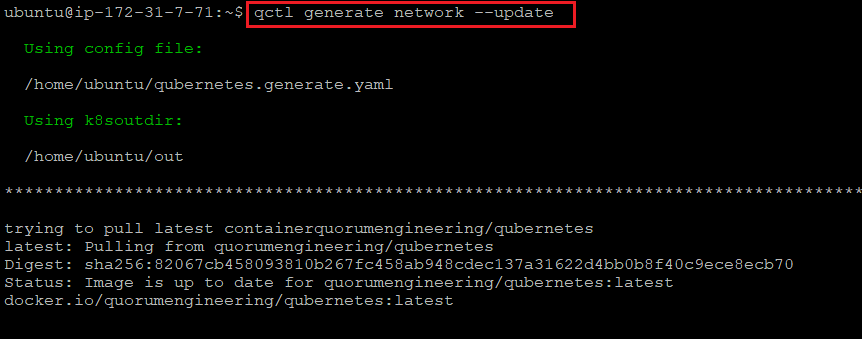 ubuntu@ip-172-31-7-71:~$ qctl generate network --update
Using config file:
/home/ubuntu/qubernetes.generate.yaml
Using k8soutdir:
/home/ubuntu/out
**************************************************************************************
trying to pull latest containerquorumengineering/qubernetes
latest: Pulling from quorumengineering/qubernetes
Digest: sha256:82067cb458093810b267fc458ab948cdec137a31622d4bb0b8f40c9ece8ecb70
Status: Image is up to date for quorumengineering/qubernetes:latest
docker.io/quorumengineering/qubernetes:latest